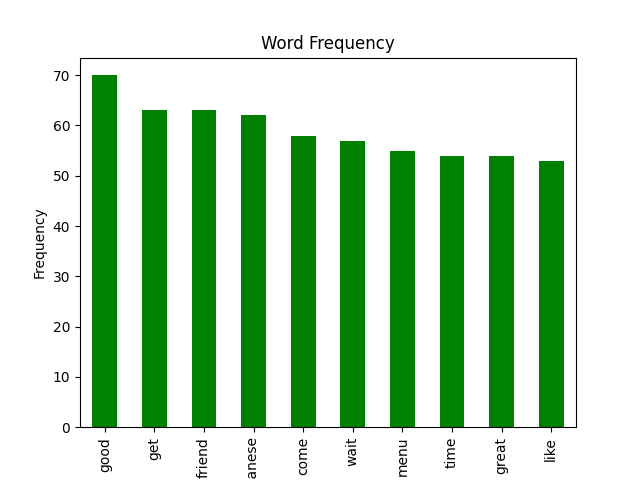 Word Frequency
Frequency
70
60
50
40
30
20
10
0
good
get
friend
anese
come
wait
menu
time
great
like